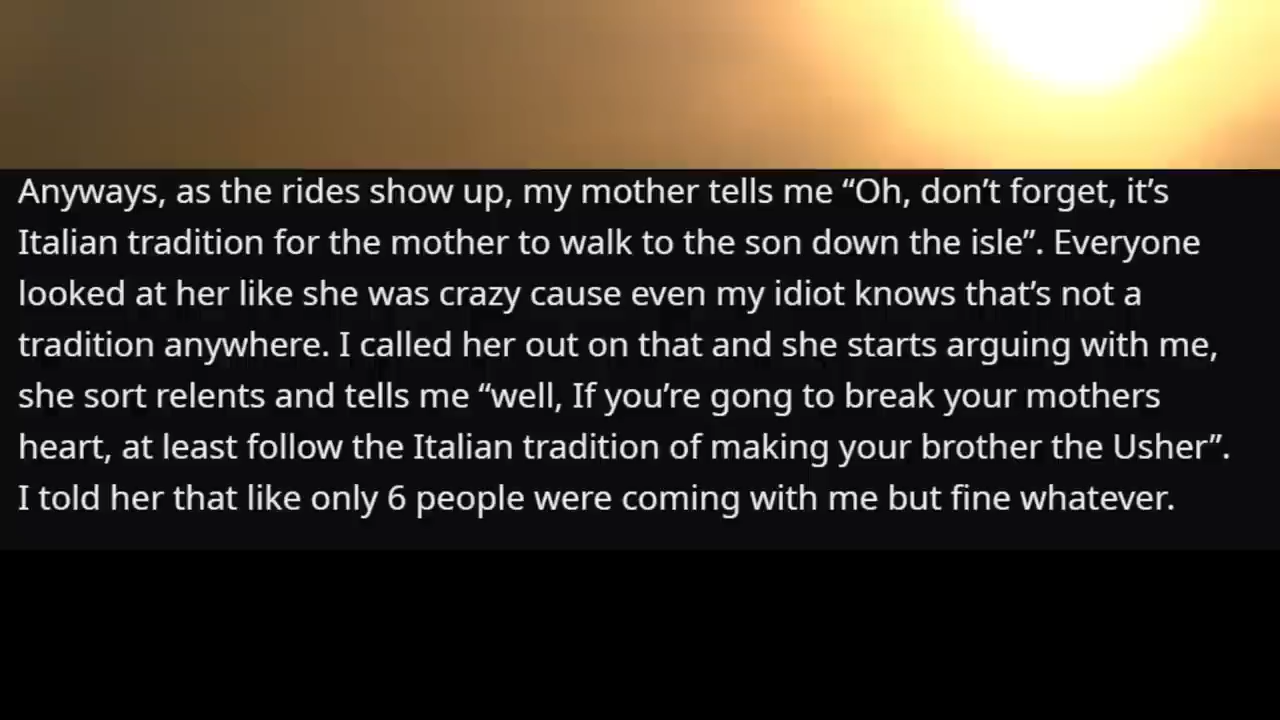 Anyways, as the rides show up, my mother tells me “Oh, don’t forget, it’s
Italian tradition for the mother to walk to the son down the isle”. Everyone
looked at her like she was crazy cause even my idiot knows that’s not a
tradition anywhere. I called her out on that and she starts arguing with me,
she sort relents and tells me “well, If you’re gong to break your mothers
heart, at least follow the Italian tradition of making your brother the Usher”.
I told her that like only 6 people were coming with me but fine whatever.